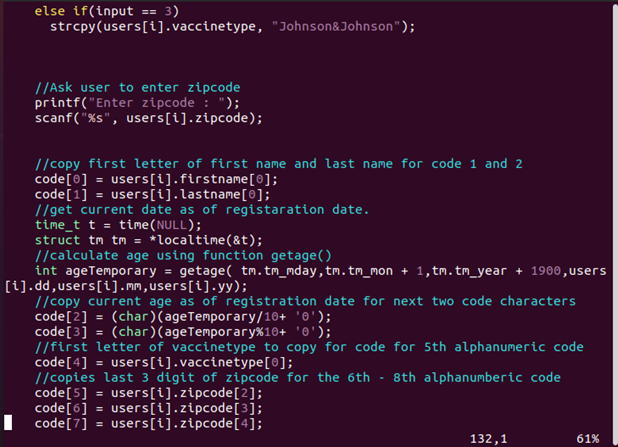 else if(input == 3)
strcpy(users[i].vaccinetype, "Johnson&Johnson");
//Ask user to enter zipcode
printf("Enter zipcode : ");
scanf("%s", users[i].zipcode);
//copy first letter of first name and last name for code 1 and 2
code[0] = users[i].firstname[0];
code[1] = users[i].lastname[0];
//get current date as of registaration date.
time_t t = time(NULL);
struct tm tm = *localtime(&t);
//calculate age using function getage()
int ageTemporary = getage( tm.tm_mday,tm.tm_mon + 1,tm.tm_year + 1900,users
[i].dd,users[i].mm,users[i].yy);
//copy current age as of registration date for next two code characters
code[2] = (char)(ageTemporary/10+ '0');
code[3] = (char)(ageTemporary%10+ '0');
//first letter of vaccinetype to copy for code for 5th alphanumeric code
code[4] = users[i].vaccinetype[0];
//copies last 3 digit of zipcode for the 6th - 8th alphanumberic code
code[5] = users[i].zipcode[2];
code[6] = users[i].zipcode[3];
code[7] = users[i].zipcode[4];
132,1 61%